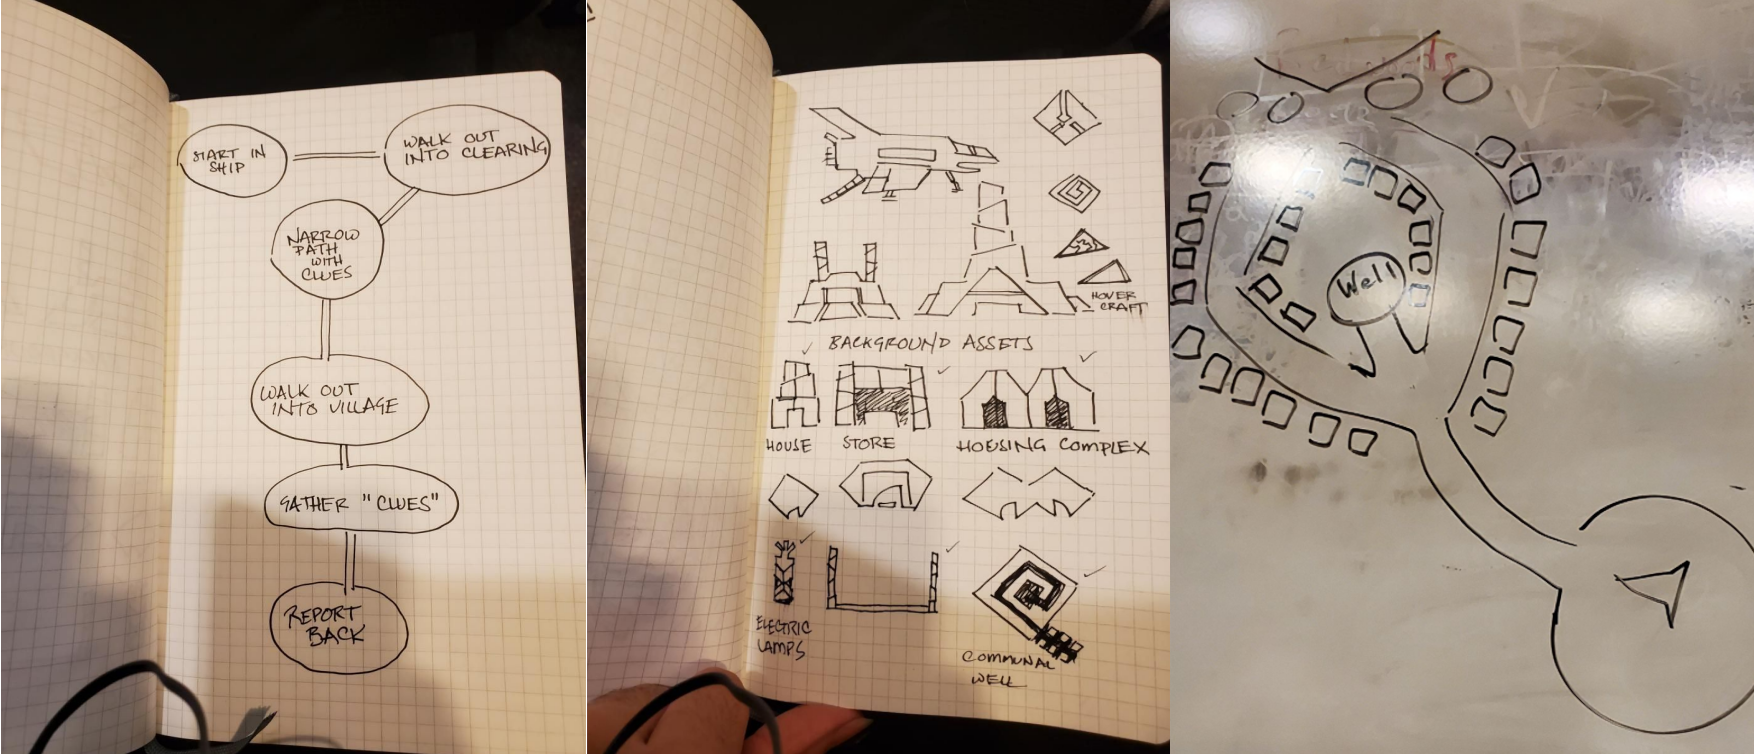 START IN
SHIP
WALK OUT
INTO CLEARING
NARROW
PATH
WITH
CLUES
WALK OUT
INTO VILLAGE
GATHER "CLUES"
REPORT
BACK
HOVER
CRAFT
BACKGROUND ASSETS
HOUSE
STORE
HOUSING COMPLEX
ELECTRIC
LAMPS
COMMUNAL
WELL
Well